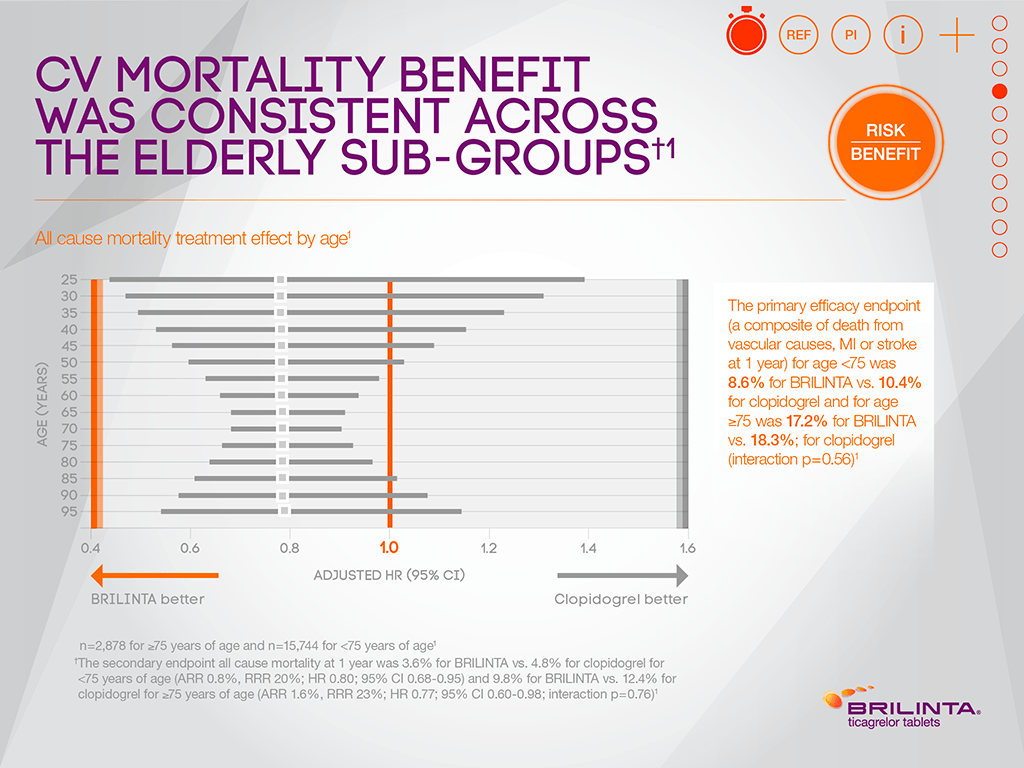 REF
PI
i
CV MORTALITY BENEFIT
WAS CONSISTENT ACROSS
THE ELDERLY SUB-GROUPS†1
RISK
BENEFIT
All cause mortality treatment effect by age1
AGE (YEARS)
25
30
35
40
45
50
55
60
65
70
75
80
85
90
95
0.4 0.6 0.8 1.0 1.2 1.4 1.6
ADJUSTED HR (95% CI)
BRILINTA better
Clopidogrel better
The primary efficacy endpoint
(a composite of death from
vascular causes, MI or stroke
at 1 year) for age <75 was
8.6% for BRILINTA vs. 10.4%
for clopidogrel and for age
≥75 was 17.2% for BRILINTA
vs. 18.3%; for clopidogrel
(interaction p=0.56)1
n=2,878 for ≥75 years of age and n=15,744 for <75 years of age1
†The secondary endpoint all cause mortality at 1 year was 3.6% for BRILINTA vs. 4.8% for clopidogrel for
<75 years of age (ARR 0.8%, RRR 20%; HR 0.80; 95% CI 0.68-0.95) and 9.8% for BRILINTA vs. 12.4% for
clopidogrel for ≥75 years of age (ARR 1.6%, RRR 23%; HR 0.77; 95% CI 0.60-0.98; interaction p=0.76)1
BRILINTA®
ticagrelor tablets